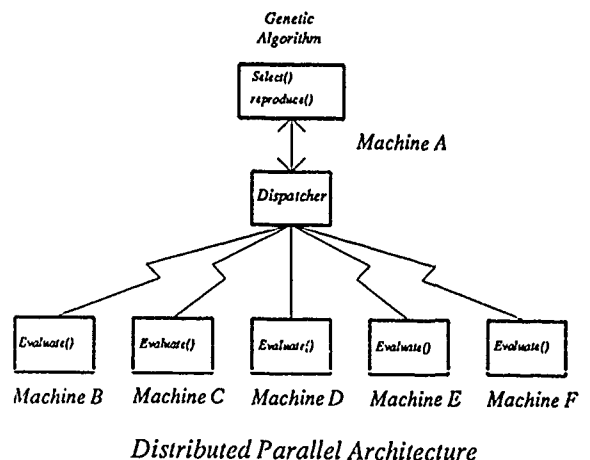 Genetic
Algorithm
Select()
reproduce()
Machine A
Dispatcher
Evaluate()
Evaluate()
Evaluate()
Evaluate()
Evaluate()
Machine B
Machine C
Machine D
Machine E
Machine F
Distributed Parallel Architecture